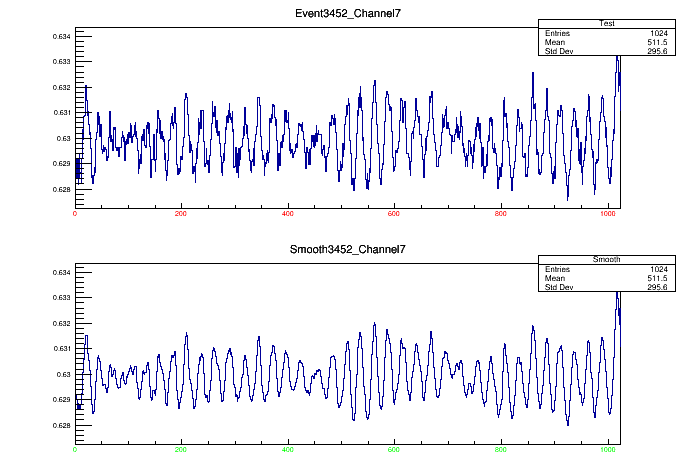 Event3452_Channel7
Test
Entries 1024
Mean 511.5
Std Dev 295.6
0.634
0.633
0.632
0.631
0.63
0.629
0.628
0 200 400 600 800 1000
Smooth3452_Channel7
Smooth
Entries 1024
Mean 511.5
Std Dev 295.6
0.634
0.633
0.632
0.631
0.63
0.629
0.628
0 200 400 600 800 1000